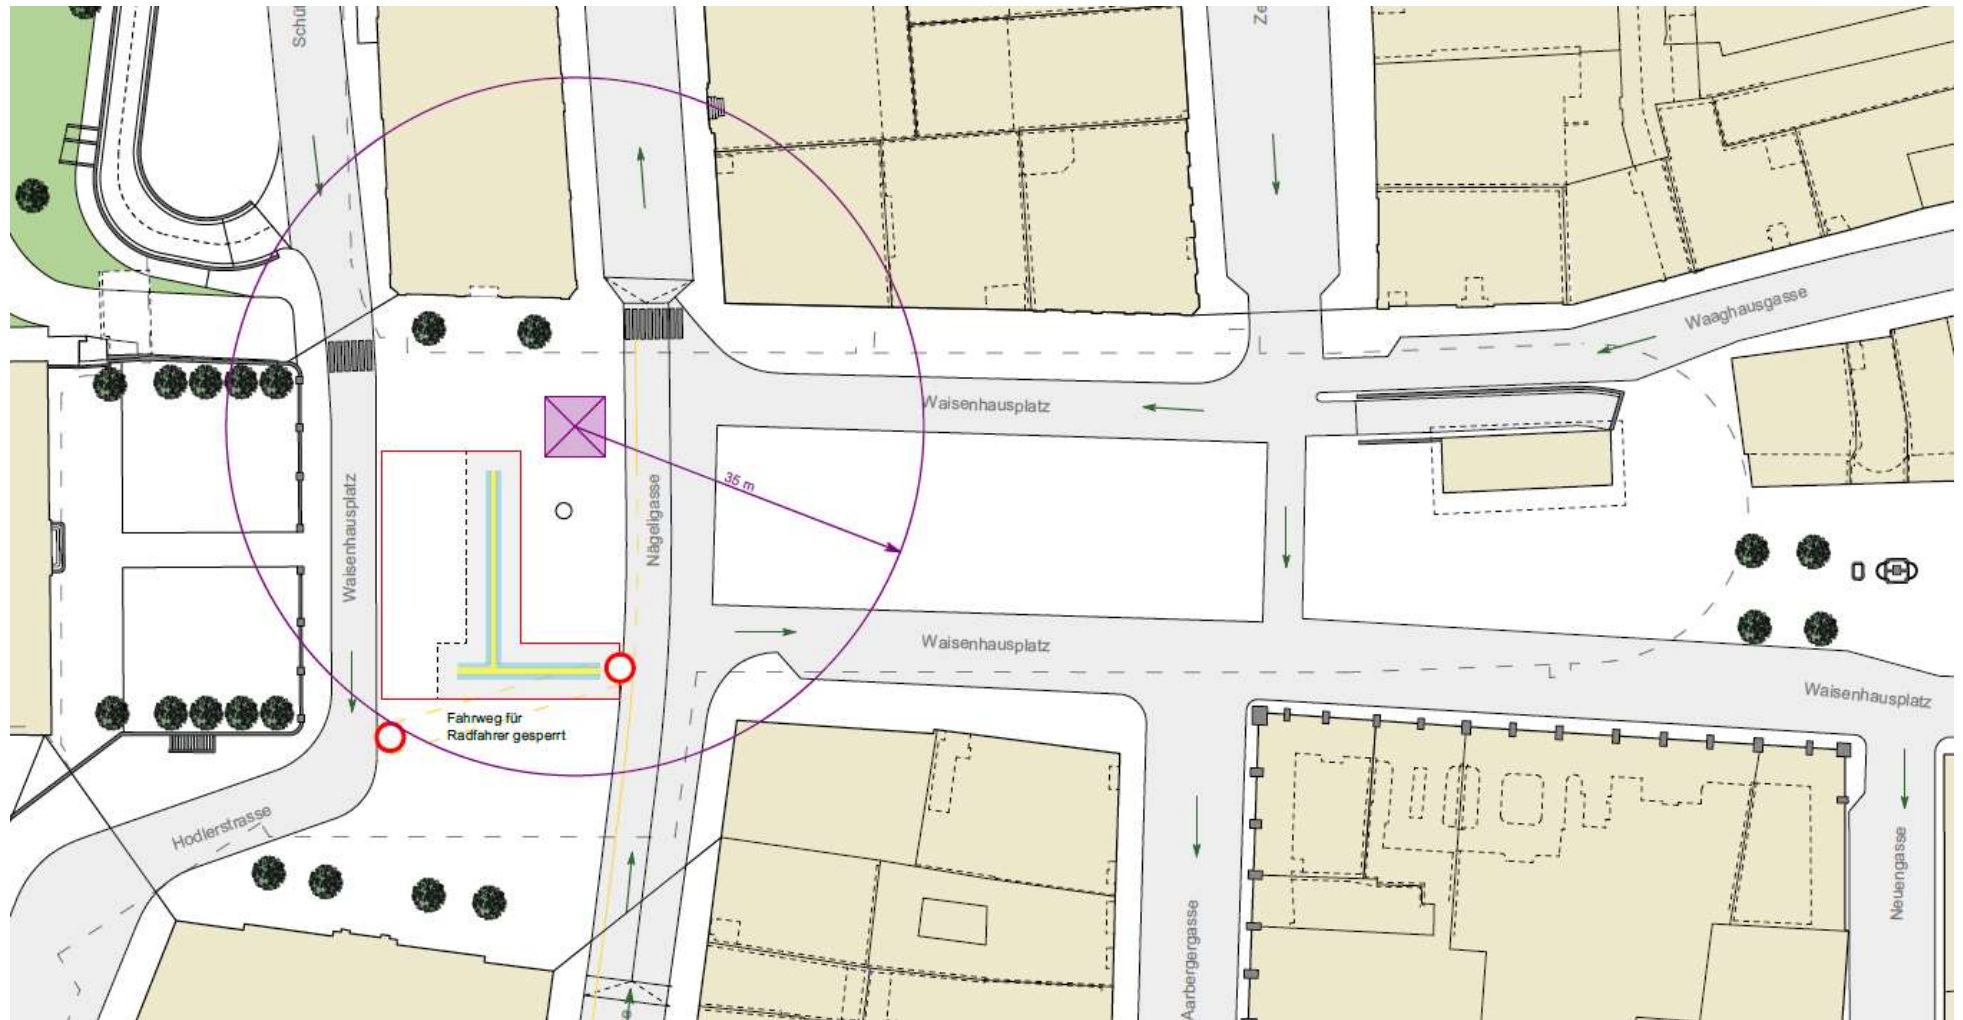 Waaghausgasse
Waisenhausplatz
35 m
Waisenhausplatz
Nägeligasse
Waisenhausplatz
Waisenhausplatz
Fahrweg für
Radfahrer gesperrt
Hodlerstrasse
Neuengasse
Aarbergergasse